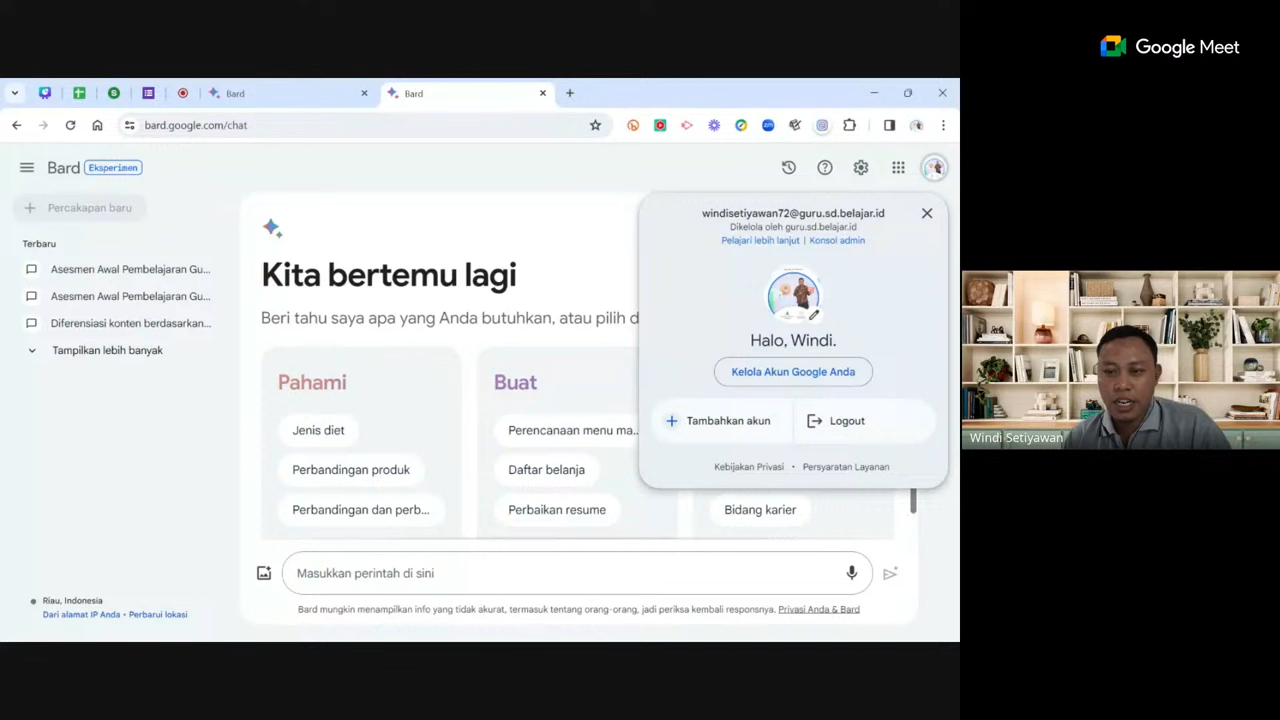 Google Meet
Bard
Bard
bard.google.com/chat
Bard Eksperimen
Percakapan baru
Terbaru
Asesmen Awal Pembelajaran Gu...
Asesmen Awal Pembelajaran Gu...
Diferensiasi konten berdasarkan...
Tampilkan lebih banyak
Riau, Indonesia
Dari alamat IP Anda • Perbarui lokasi
Kita bertemu lagi
Beri tahu saya apa yang Anda butuhkan, atau pilih d
Pahami
Jenis diet
Perbandingan produk
Perbandingan dan perb...
Buat
Perencanaan menu ma...
Daftar belanja
Perbaikan resume
Bidang karier
windisetiyawan72@guru.sd.belajar.id
Dikelola oleh guru.sd.belajar.id
Pelajari lebih lanjut | Konsol admin
Halo, Windi.
Kelola Akun Google Anda
Tambahkan akun
Logout
Kebijakan Privasi • Persyaratan Layanan
Masukkan perintah di sini
Bard mungkin menampilkan info yang tidak akurat, termasuk tentang orang-orang, jadi periksa kembali responsnya. Privasi Anda & Bard
Windi Setiyawan